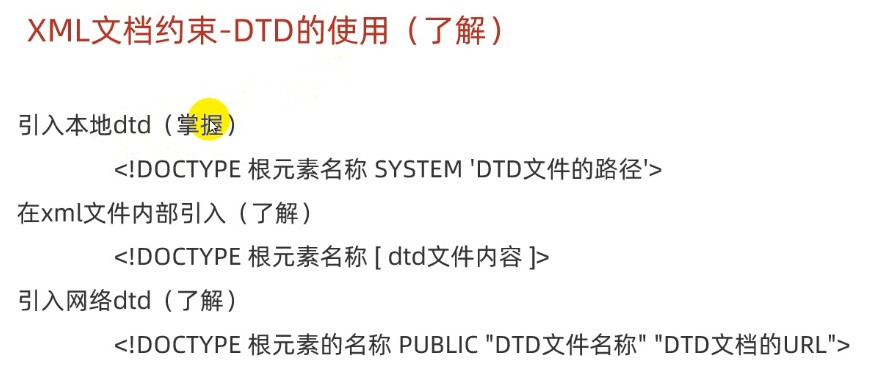 XML文档约束-DTD的使用（了解）
引入本地dtd（掌握）
<!DOCTYPE 根元素名称 SYSTEM 'DTD文件的路径'>
在xml文件内部引入（了解）
<!DOCTYPE 根元素名称 [ dtd文件内容 ]>
引入网络dtd（了解）
<!DOCTYPE 根元素的名称 PUBLIC "DTD文件名称" "DTD文档的URL">